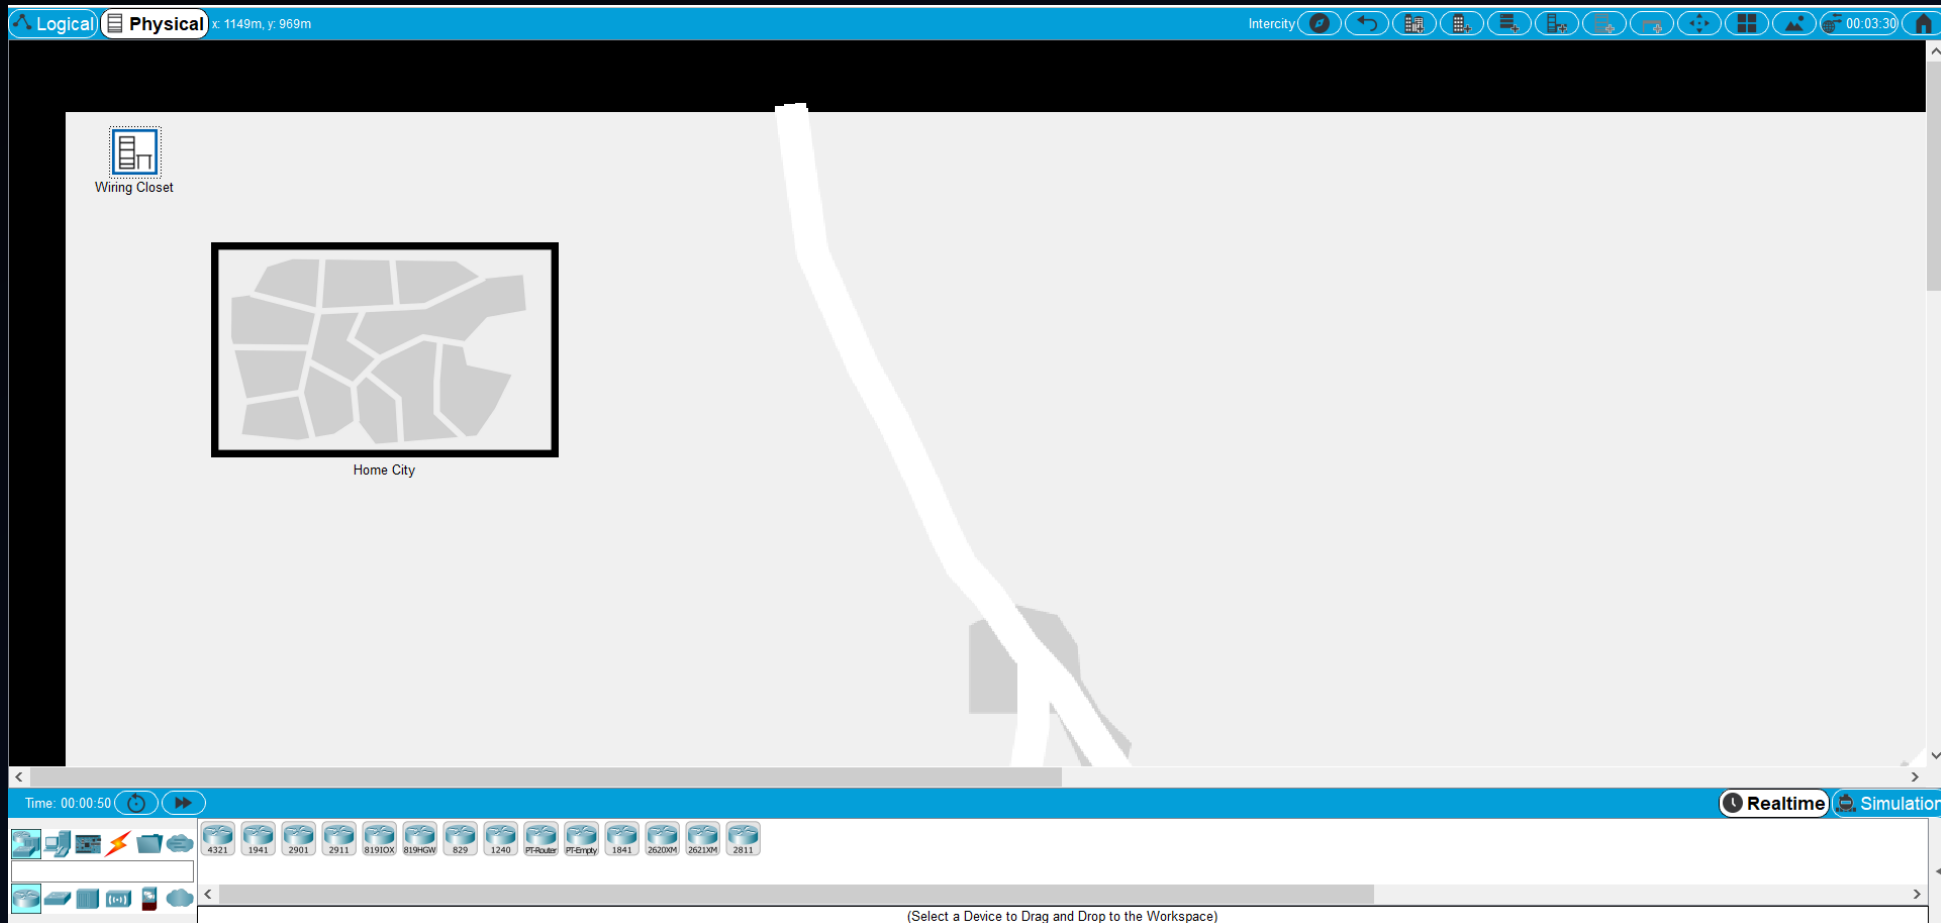 Logical Physical x: 1149m, y: 969m Intercity 00:03:30
Wiring Closet
Home City
Time: 00:00:50 Realtime Simulation
4321 1941 2901 2911 819IOX 819HGW 829 1240 PT-Router PT-Empty 1841 2620XM 2621XM 2811
(Select a Device to Drag and Drop to the Workspace)